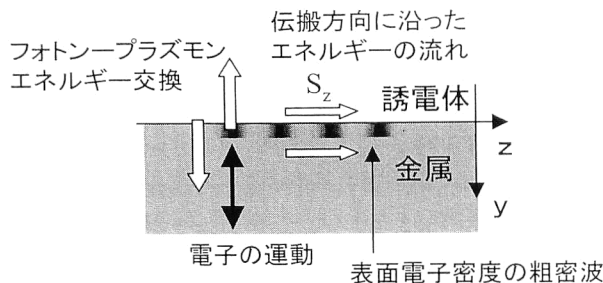 フォトンープラズモン
エネルギー交換
伝搬方向に沿った
エネルギーの流れ
Sz
誘電体
z
金属
y
電子の運動
表面電子密度の粗密波